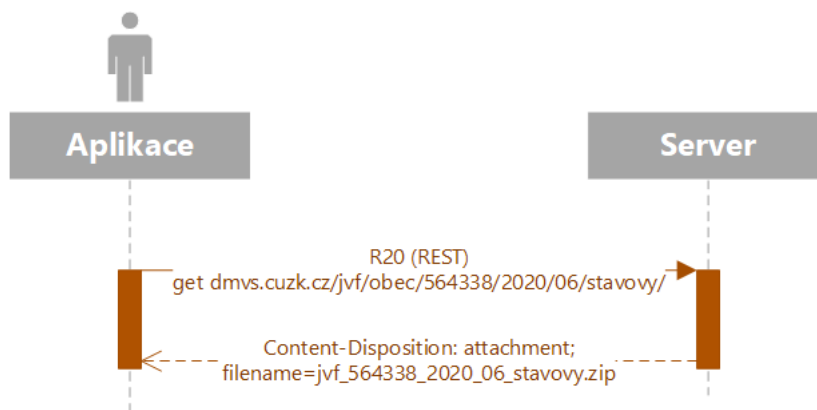 Aplikace
Server
R20 (REST)
get dmvs.cuzk.cz/jvf/obec/564338/2020/06/stavovy/
Content-Disposition: attachment;
filename=jvf_564338_2020_06_stavovy.zip